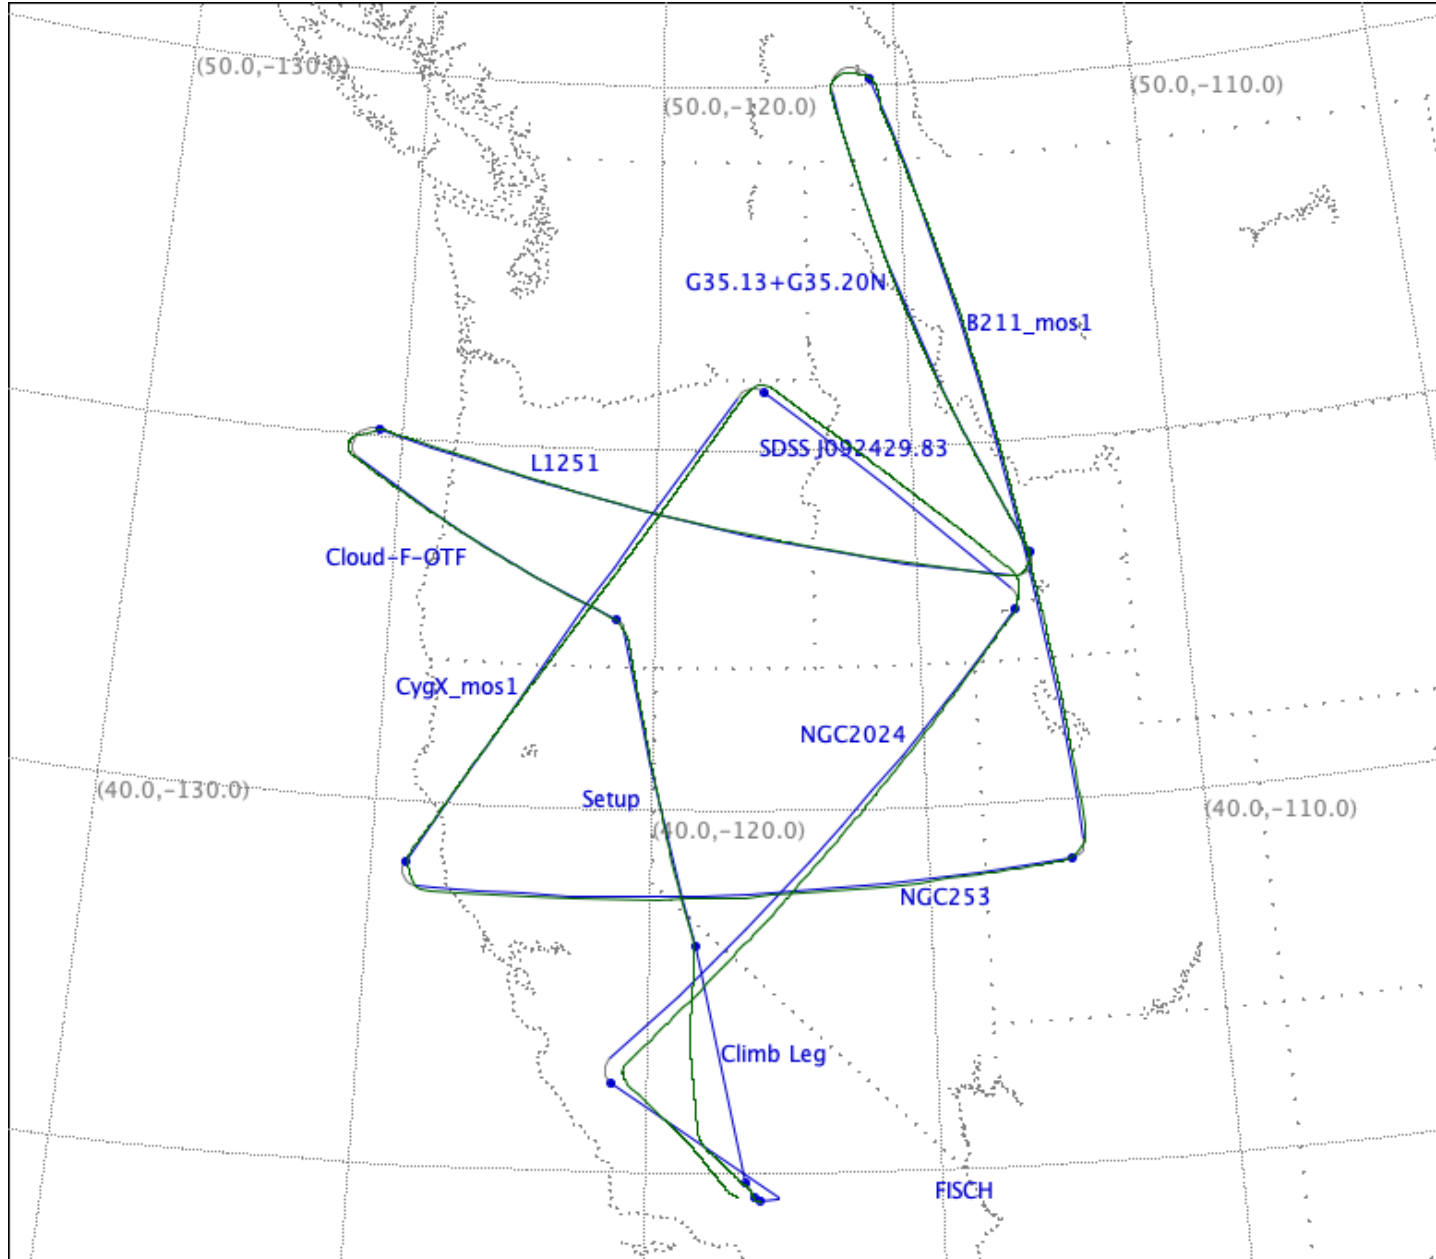 (50.0,-130.0)
(50.0,-120.0)
(50.0,-110.0)
G35.13+G35.20N
B211_mos1
SDSS J092429.83
L1251
Cloud-F-OTF
CygX_mos1
NGC2024
Setup
(40.0,-130.0)
(40.0,-120.0)
(40.0,-110.0)
NGC253
Climb Leg
FISCH